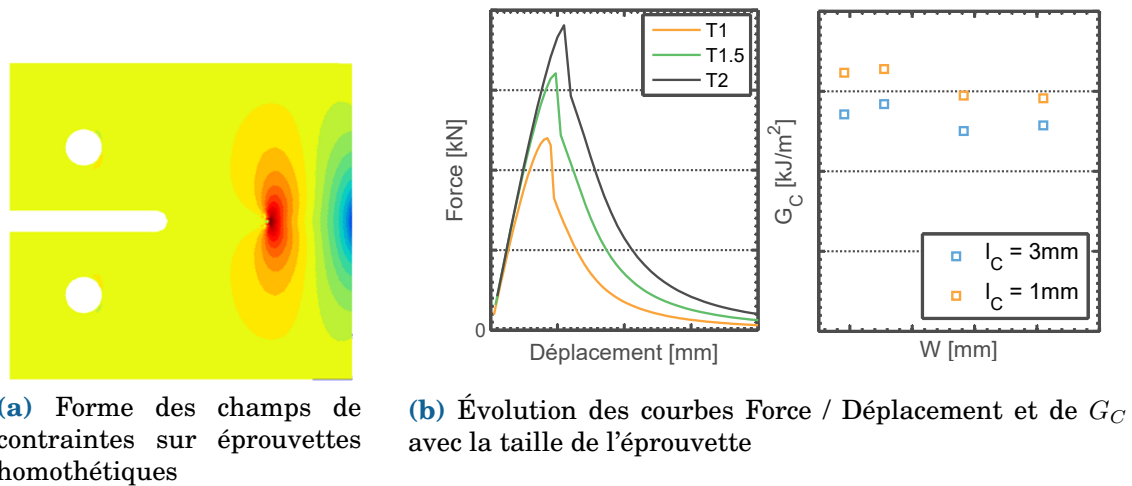 T1
T1.5
T2
Force [kN]
0
Déplacement [mm]
G_C [kJ/m²]
l_C = 3mm
l_C = 1mm
W [mm]
(a) Forme des champs de
contraintes sur éprouvettes
homothétiques
(b) Évolution des courbes Force / Déplacement et de G_C
avec la taille de l'éprouvette